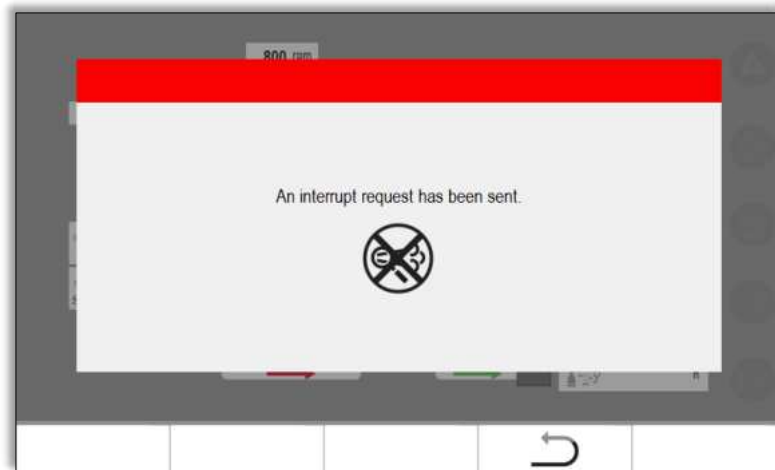 800 rpm
An interrupt request has been sent.